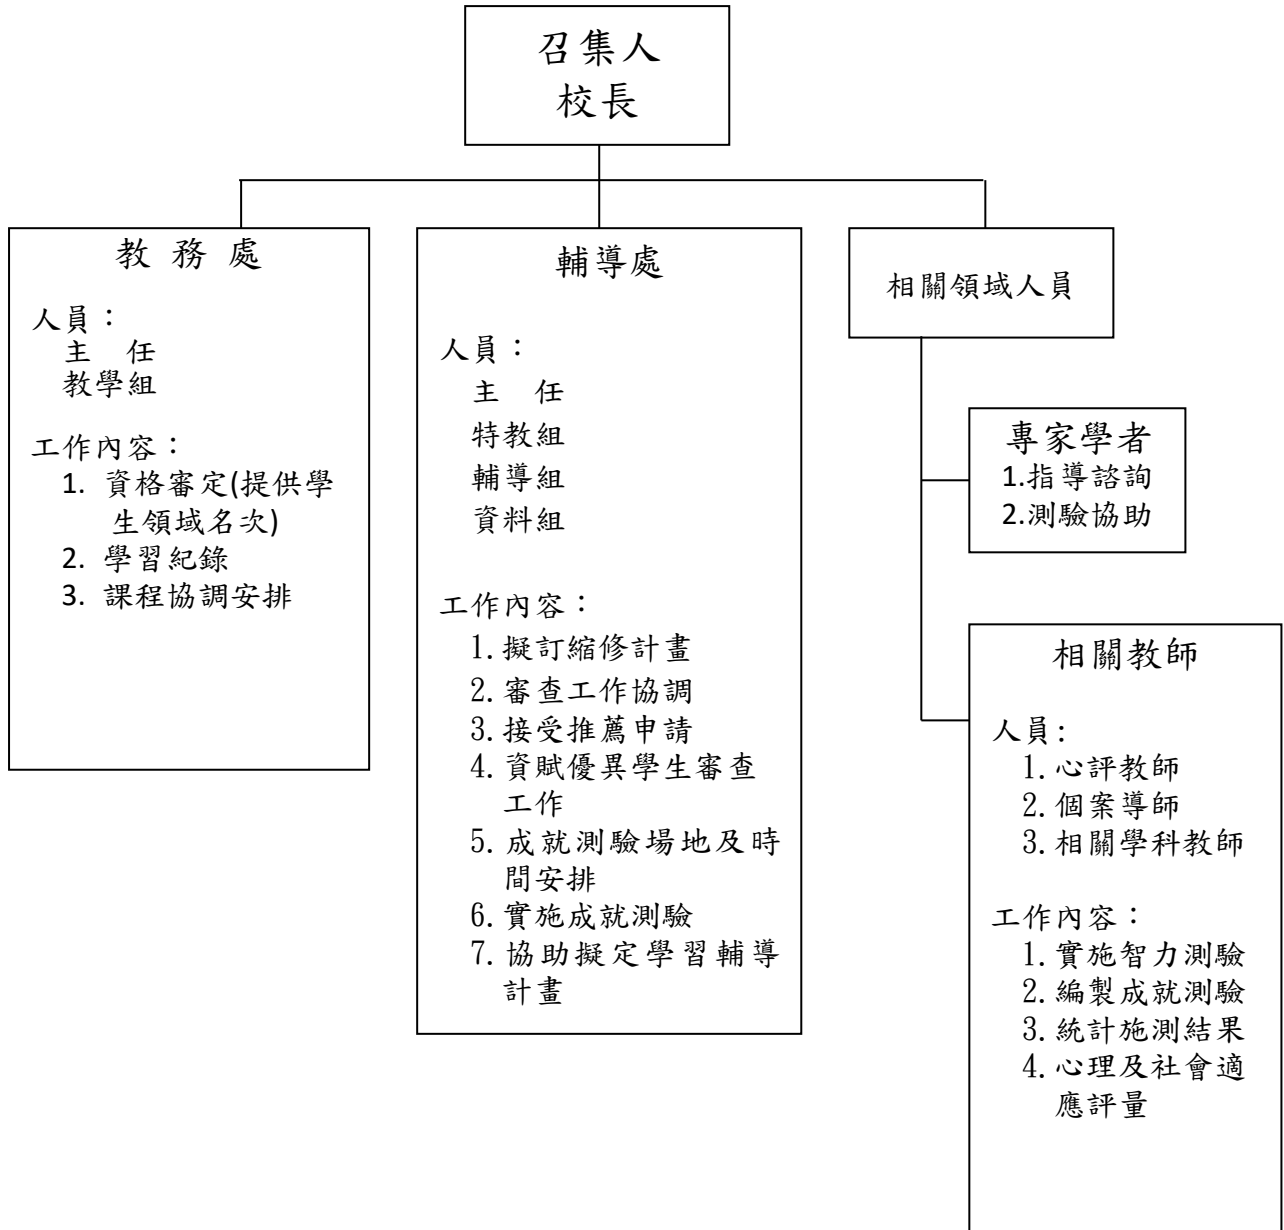 召集人
校長
教 務 處
人員：
主　任
教學組
工作內容：
1. 資格審定(提供學
生領域名次)
2. 學習紀錄
3. 課程協調安排
輔導處
人員：
主　任
特教組
輔導組
資料組
工作內容：
1.擬訂縮修計畫
2.審查工作協調
3.接受推薦申請
4.資賦優異學生審查
工作
5.成就測驗場地及時
間安排
6.實施成就測驗
7.協助擬定學習輔導
計畫
相關領域人員
專家學者
1.指導諮詢
2.測驗協助
相關教師
人員:
1.心評教師
2.個案導師
3.相關學科教師
工作內容：
1.實施智力測驗
2.編製成就測驗
3.統計施測結果
4.心理及社會適
應評量